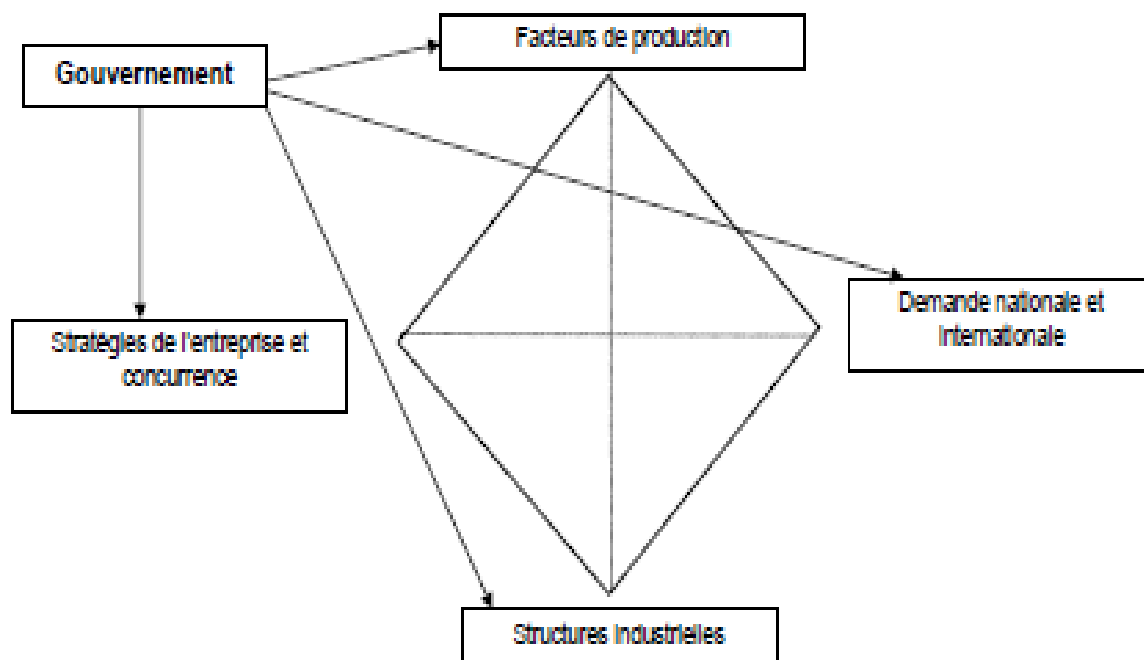 Facteurs de production
Gouvernement
Demande nationale et
internationale
Stratégies de l'entreprise et
concurrence
Structures industrielles